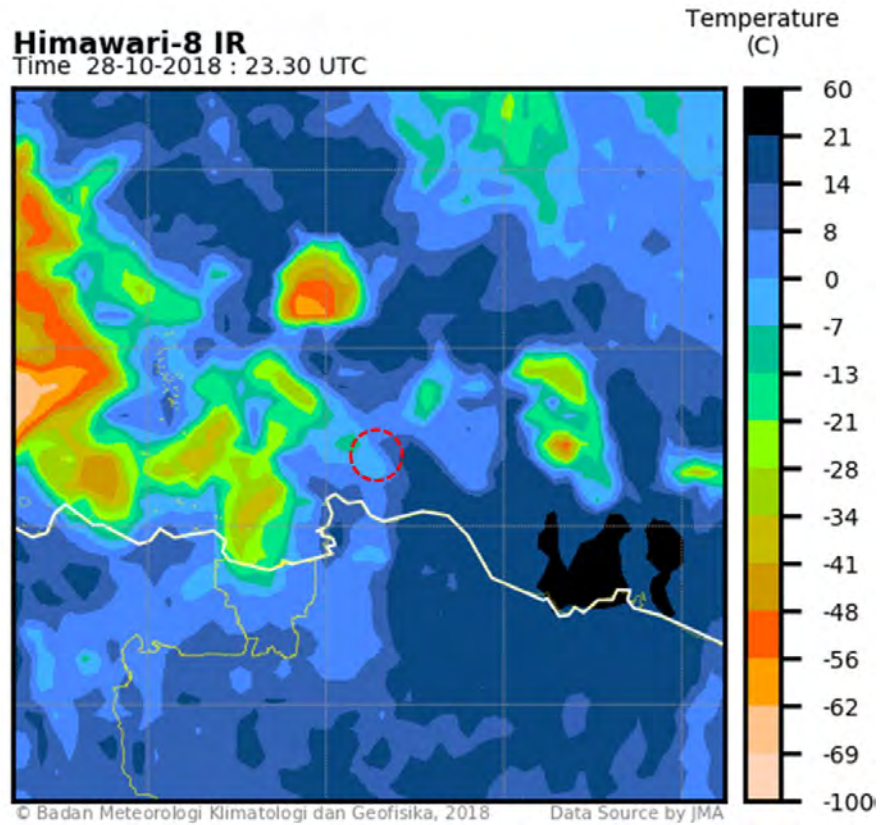 Himawari-8 IR
Time 28-10-2018 : 23.30 UTC
Temperature
(C)
60
21
14
8
0
-7
-13
-21
-28
-34
-41
-48
-56
-62
-69
-100
© Badan Meteorologi Klimatologi dan Geofisika, 2018
Data Source by JMA